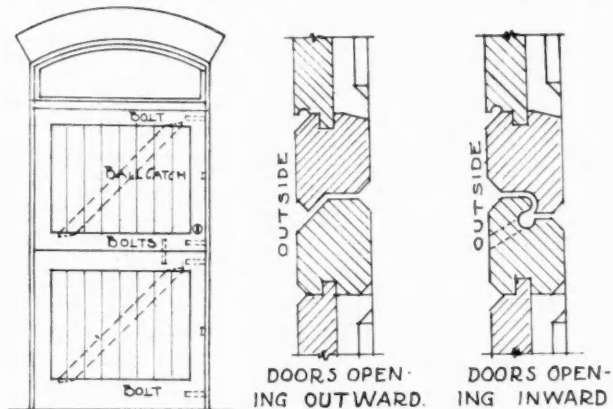 BOLT
BALL CATCH
BOLTS
BOLT
OUTSIDE
DOORS OPEN-
ING OUTWARD.
OUTSIDE
DOORS OPEN-
ING INWARD